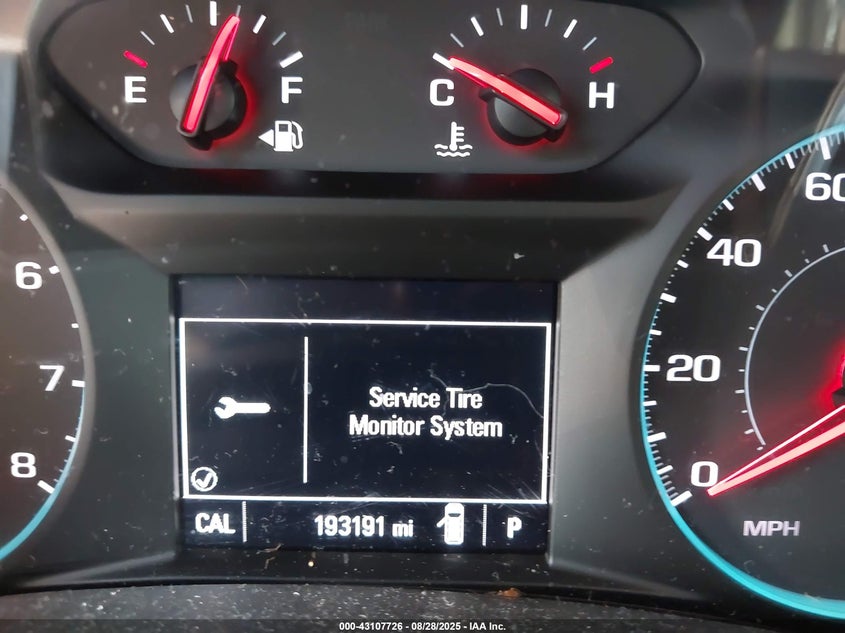 E
F
C
H
60
40
20
0
MPH
6
7
8
Service Tire
Monitor System
CAL
193191 mi
P
000-43107726 - 08/28/2025 - IAA Inc.